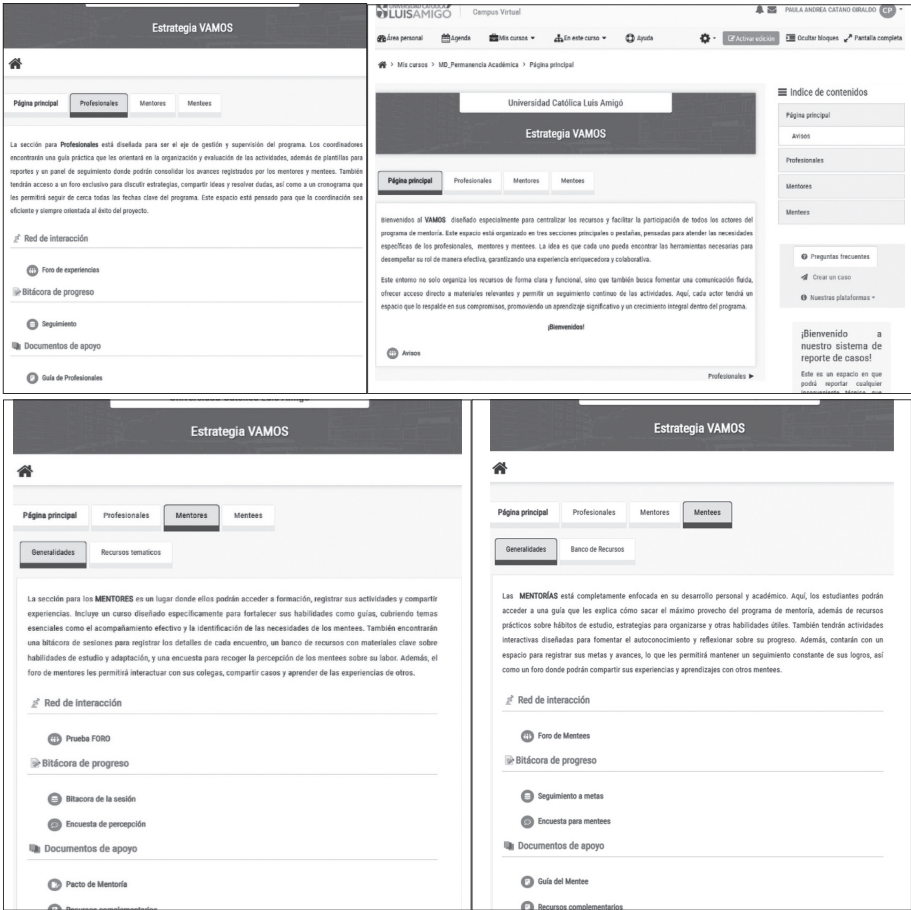 Estrategia VAMOS
Página principal
Profesionales
Mentores
Mentees
La sección para Profesionales está diseñada para ser el eje de gestión y supervisión del programa. Los coordinadores
encontrarán una guía práctica que les orientará en la organización y evaluación de las actividades, además de plantillas para
reportes y un panel de seguimiento donde podrán consolidar los avances registrados por los mentores y mentees. También
tendrán acceso a un foro exclusivo para discutir estrategias, compartir ideas y resolver dudas, así como a un cronograma que
les permitirá seguir de cerca todas las fechas clave del programa. Este espacio está pensado para que la coordinación sea
eficiente y siempre orientada al éxito del proyecto.
Red de interacción
Foro de experiencias
Bitácora de progreso
Seguimiento
Documentos de apoyo
Guía de Profesionales
UNIVERSIDAD CATÓLICA
LUISAMIGÓ
Campus Virtual
PAULA ANDREA CATANO GIRALDO CP
Área personal
Agenda
Mis cursos
En este curso
Ayuda
Activar edición
Ocultar bloques
Pantalla completa
> Mis cursos > MD_Permanencia Académica > Página principal
Universidad Católica Luis Amigó
Estrategia VAMOS
Página principal
Profesionales
Mentores
Mentees
Bienvenidos al VAMOS diseñado especialmente para centralizar los recursos y facilitar la participación de todos los actores del
programa de mentoría. Este espacio está organizado en tres secciones principales o pestañas, pensadas para atender las necesidades
específicas de los profesionales, mentores y mentees. La idea es que cada uno pueda encontrar las herramientas necesarias para
desempeñar su rol de manera efectiva, garantizando una experiencia enriquecedora y colaborativa.
Este entorno no solo organiza los recursos de forma clara y funcional, sino que también busca fomentar una comunicación fluida,
ofrecer acceso directo a materiales relevantes y permitir un seguimiento continuo de las actividades. Aquí, cada actor tendrá un
espacio que lo respalde en sus compromisos, promoviendo un aprendizaje significativo y un crecimiento integral dentro del programa.
¡Bienvenidos!
Avisos
Profesionales ►
Indice de contenidos
Página principal
Avisos
Profesionales
Mentores
Mentees
Preguntas frecuentes
Crear un caso
Nuestras plataformas
¡Bienvenido a
nuestro sistema de
reporte de casos!
Este es un espacio en que
podrá reportar cualquier
inconveniente técnico que
Universidad Católica Luis Amigó
Estrategia VAMOS
Página principal
Profesionales
Mentores
Mentees
Generalidades
Recursos tematicos
La sección para los MENTORES es un lugar donde ellos podrán acceder a formación, registrar sus actividades y compartir
experiencias. Incluye un curso diseñado específicamente para fortalecer sus habilidades como guías, cubriendo temas
esenciales como el acompañamiento efectivo y la identificación de las necesidades de los mentees. También encontrarán
una bitácora de sesiones para registrar los detalles de cada encuentro, un banco de recursos con materiales clave sobre
habilidades de estudio y adaptación, y una encuesta para recoger la percepción de los mentees sobre su labor. Además, el
foro de mentores les permitirá interactuar con sus colegas, compartir casos y aprender de las experiencias de otros.
Red de interacción
Prueba FORO
Bitácora de progreso
Bitacora de la sesión
Encuesta de percepción
Documentos de apoyo
Pacto de Mentoría
Recursos complementarios
Estrategia VAMOS
Página principal
Profesionales
Mentores
Mentees
Generalidades
Banco de Recursos
Las MENTORÍAS está completamente enfocada en su desarrollo personal y académico. Aquí, los estudiantes podrán
acceder a una guía que les explica cómo sacar el máximo provecho del programa de mentoría, además de recursos
prácticos sobre hábitos de estudio, estrategias para organizarse y otras habilidades útiles. También tendrán actividades
interactivas diseñadas para fomentar el autoconocimiento y reflexionar sobre su progreso. Además, contarán con un
espacio para registrar sus metas y avances, lo que les permitirá mantener un seguimiento constante de sus logros, así
como un foro donde podrán compartir sus experiencias y aprendizajes con otros mentees.
Red de interacción
Foro de Mentees
Bitácora de progreso
Seguimiento a metas
Encuesta para mentees
Documentos de apoyo
Guía del Mentee
Recursos complementarios